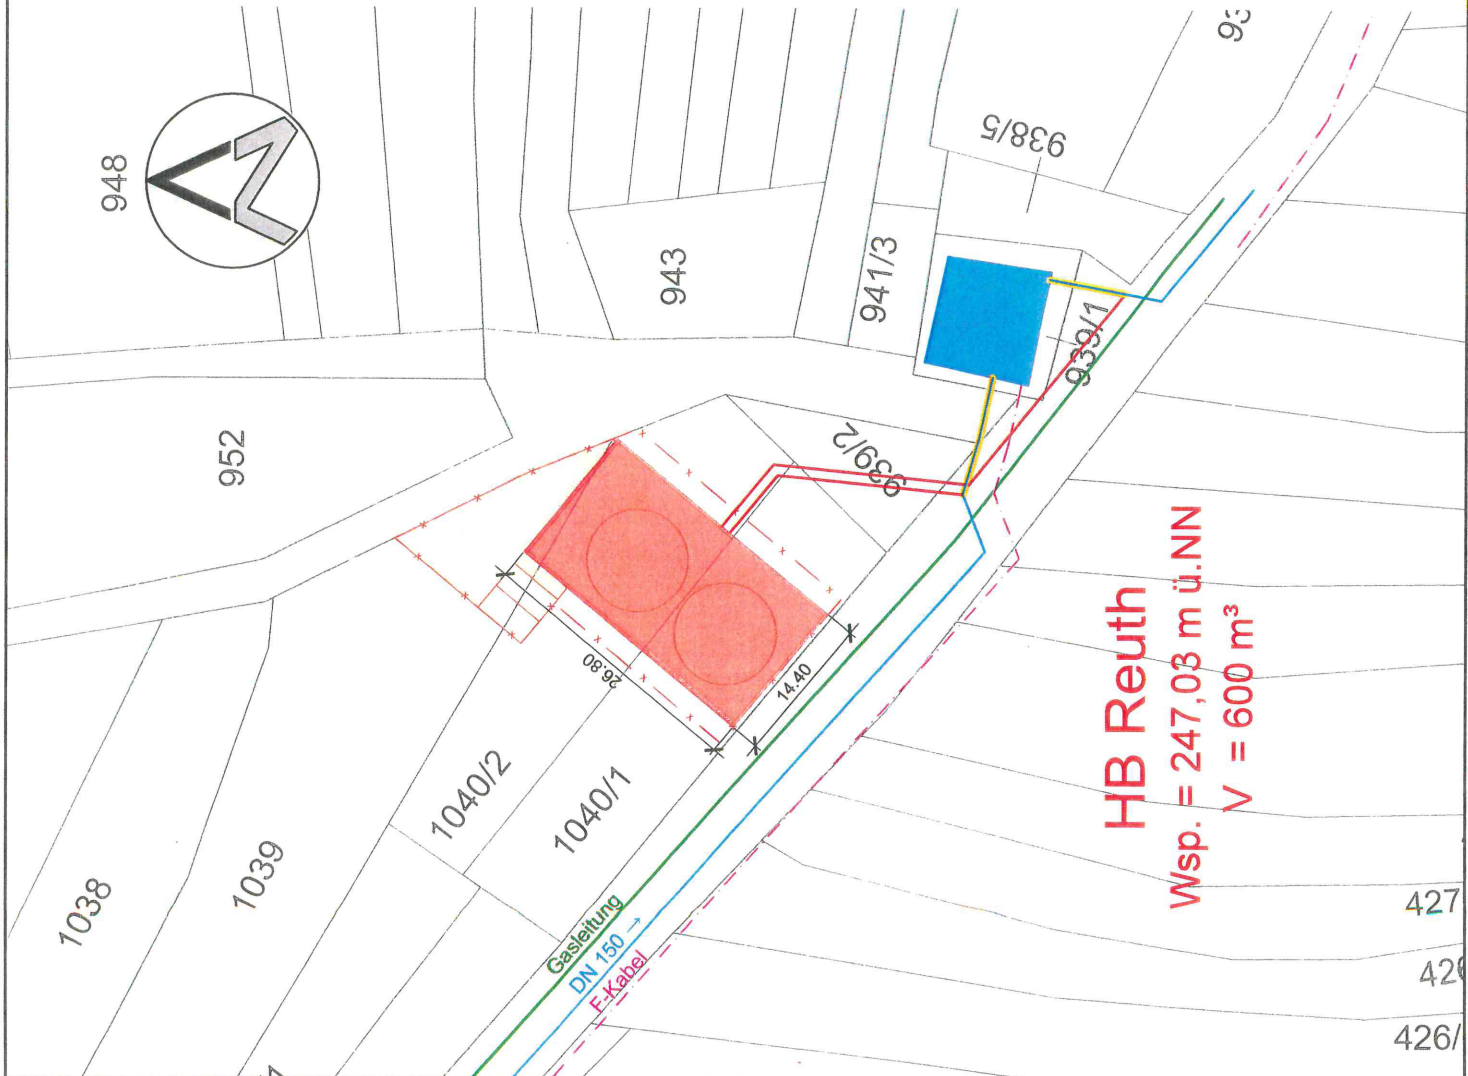 948
938/5
943
941/3
939/1
952
939/2
26.80
14.40
1040/2
1040/1
1039
1038
Gasleitung
DN 150 →
F-Kabel
HB Reuth
Wsp. = 247,03 m ü.NN
V = 600 m³
427
426/